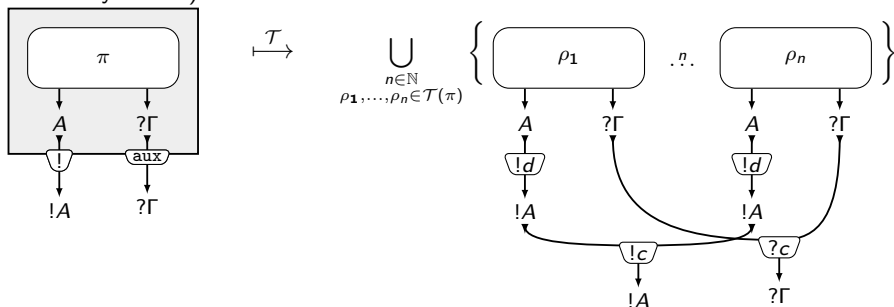 π
A ?Γ
! aux
!A ?Γ
𝒯
⟼
⋃
n∈ℕ
ρ₁,…,ρₙ∈𝒯(π)
{ ρ₁ .ⁿ. . ρₙ }
A ?Γ A ?Γ
!d !d
!A !A
!c ?c
!A ?Γ